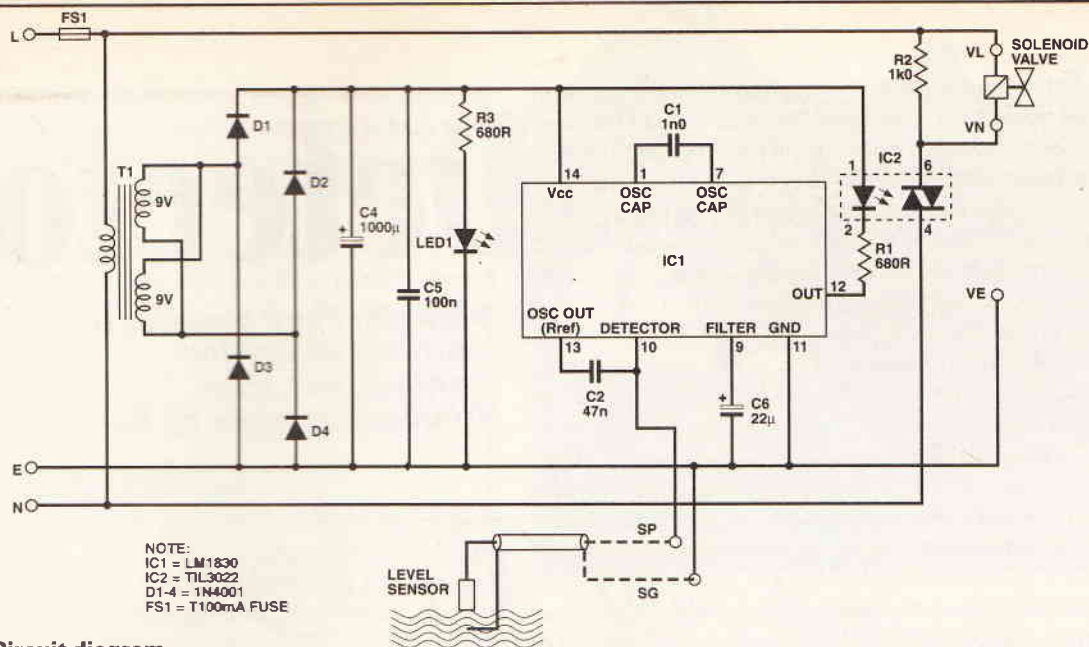 FS1
L
R2
1k0
VL
SOLENOID
VALVE
VN
D1
R3
680R
C1
1n0
T1
9V
D2
14
1
7
Vcc
OSC
CAP
OSC
CAP
1
IC2
6
C4
1000μ
+
LED1
IC1
2
4
R1
680R
9V
C5
100n
OUT
12
VE
OSC OUT
(Rref)
DETECTOR
FILTER
GND
13
10
9
11
D3
C2
47n
+
C6
22μ
D4
E
N
SP
NOTE:
IC1 = LM1830
IC2 = TIL3022
D1-4 = 1N4001
FS1 = T100mA FUSE
LEVEL
SENSOR
SG
Circuit diagram